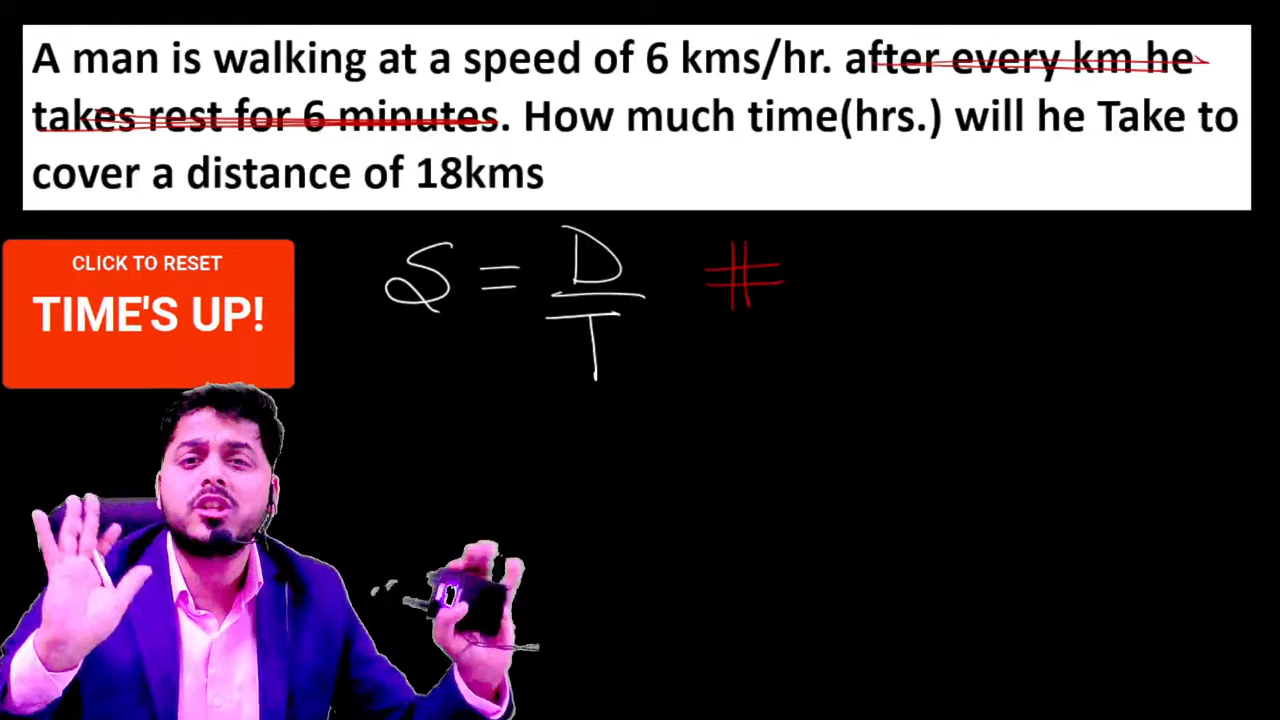 A man is walking at a speed of 6 kms/hr. after every km he
takes rest for 6 minutes. How much time(hrs.) will he Take to
cover a distance of 18kms
CLICK TO RESET
TIME'S UP!
S = D
T
#